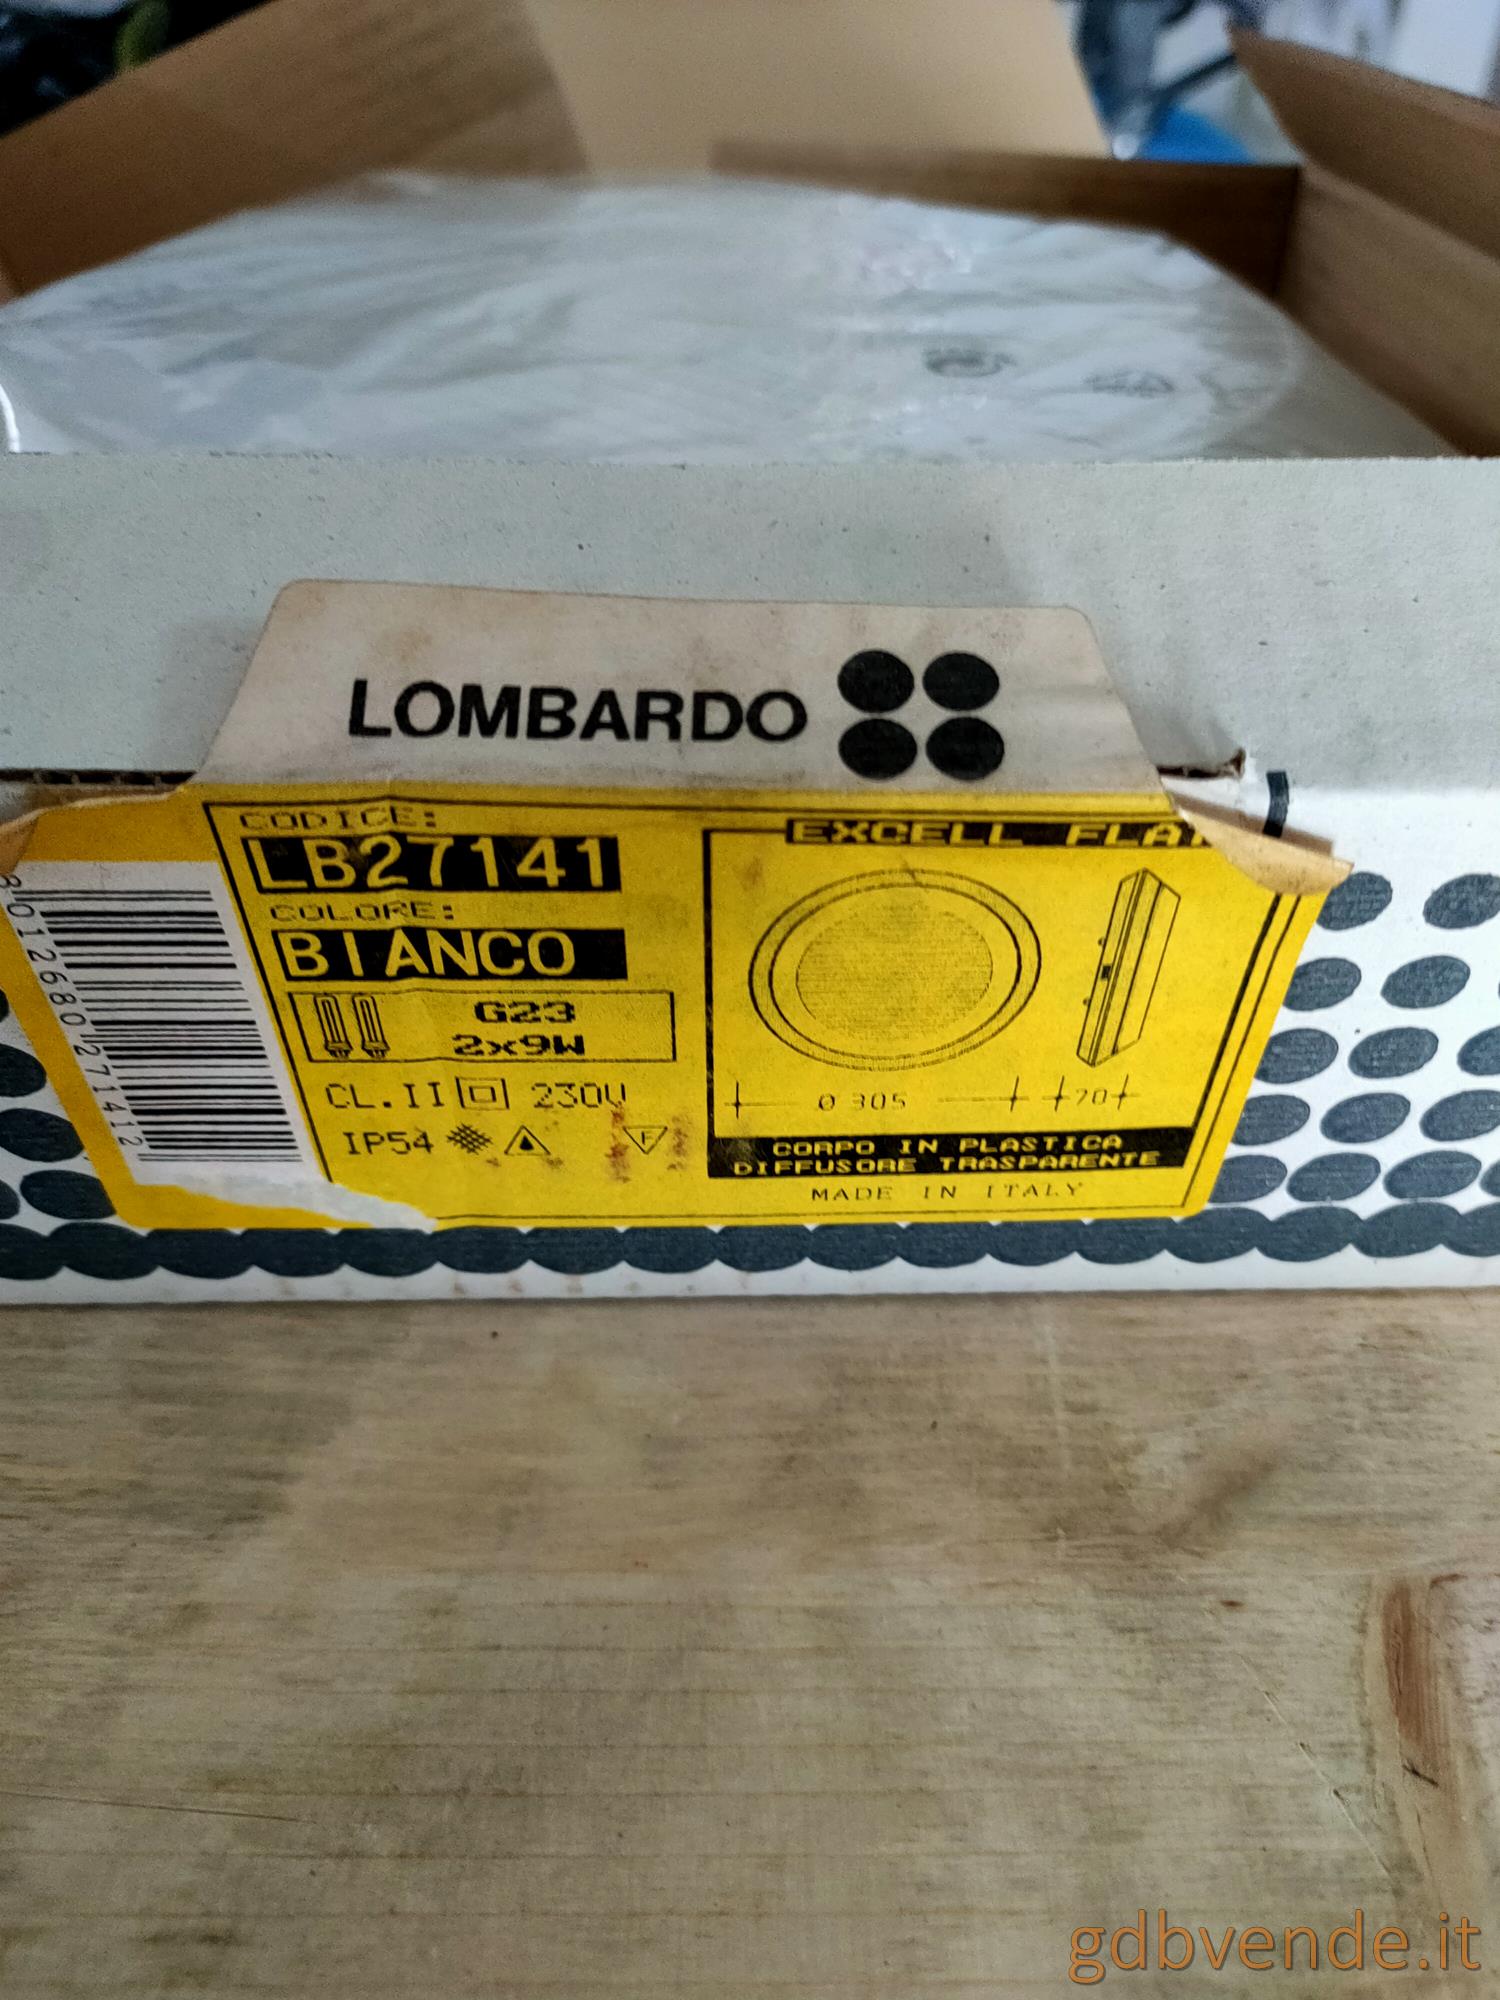 LOMBARDO
CODICE:
LB27141
COLORE:
BIANCO
G23
2x9W
CL.II 230V
IP54 F
8012680271412
EXCELL FLA
Ø 305 70
CORPO IN PLASTICA
DIFFUSORE TRASPARENTE
MADE IN ITALY
gdbvende.it